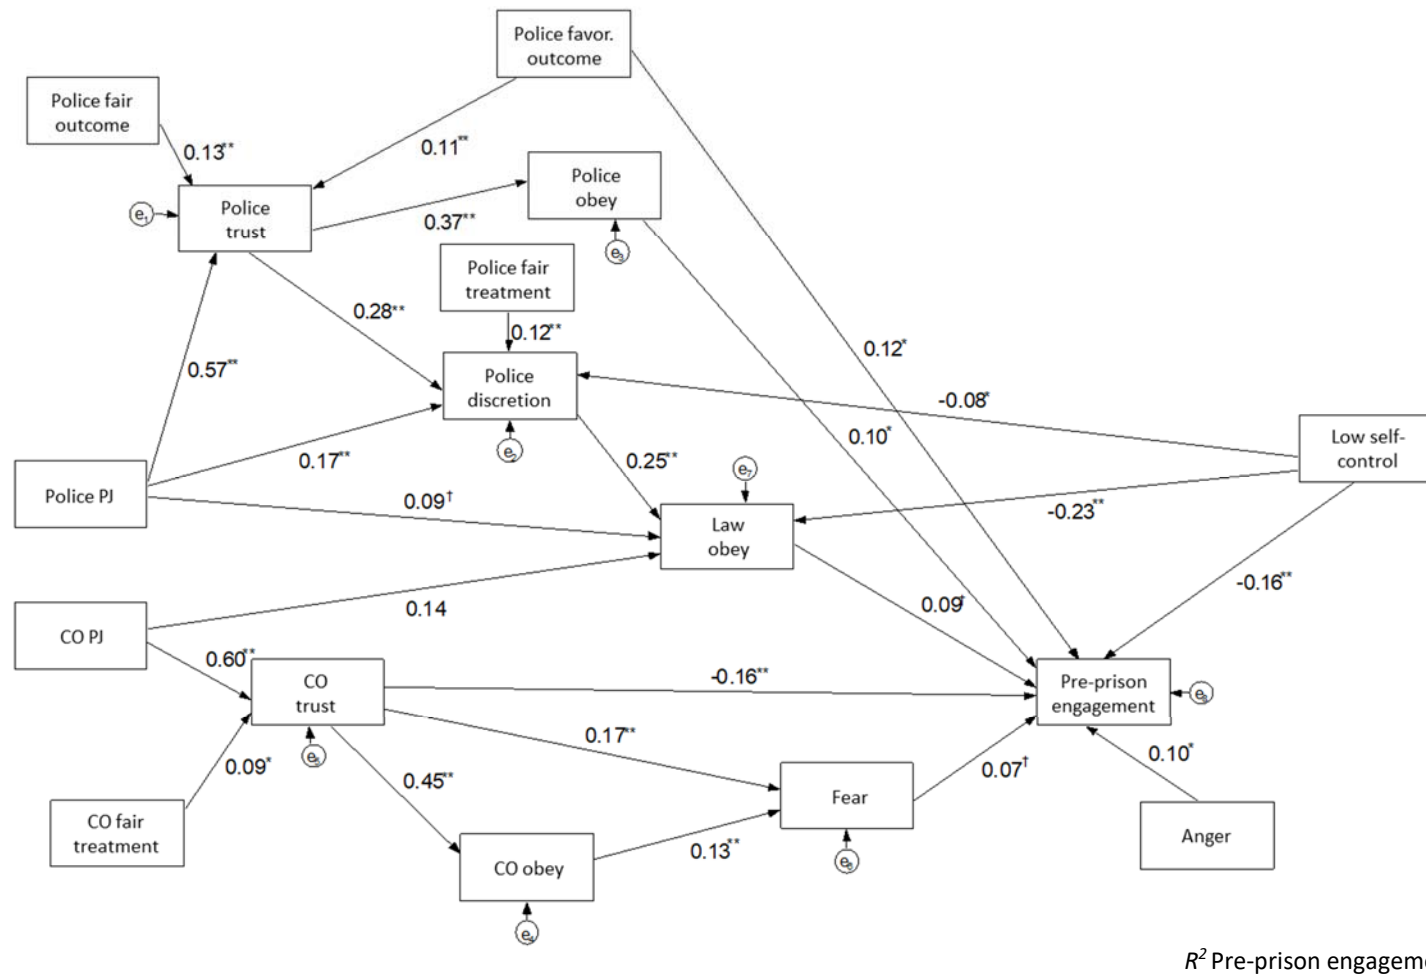 Police favor.
outcome
Police fair
outcome
0.13**
0.11**
Police
obey
e1
Police
trust
0.37**
e3
Police fair
treatment
0.28**
0.12**
0.12*
0.57**
Police
discretion
-0.08*
0.10*
Low self-
control
e2
0.17**
0.25**
e7
Police PJ
0.09†
Law
obey
-0.23**
-0.16**
0.14
0.09†
CO PJ
0.60**
CO
trust
-0.16**
Pre-prison
engagement
e8
e5
0.17**
0.09*
0.45**
0.07†
0.10*
Fear
CO fair
treatment
Anger
0.13**
e6
CO obey
e4
R² Pre-prison engageme